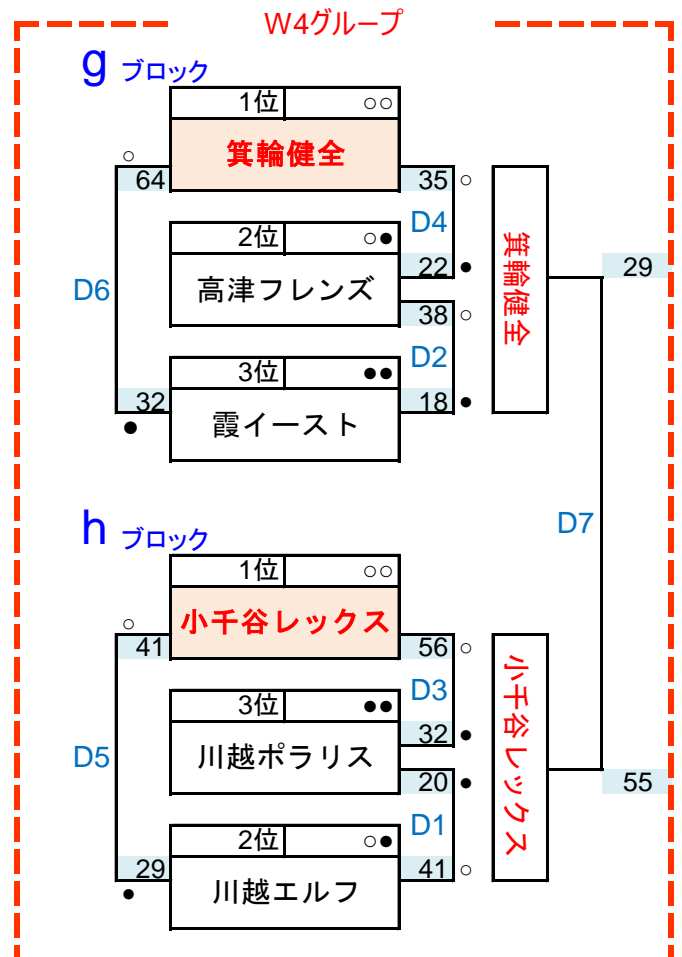 W4グループ
g ブロック
1位 ○○
○ 箕輪健全
64 35 ○
D4
2位 ○●
22 ●
高津フレンズ
箕輪健全
29
D6
38 ○
D2
3位 ●●
32 18 ●
● 霞イースト
h ブロック
D7
1位 ○○
○ 小千谷レックス
41 56 ○
D3
3位 ●●
32 ●
川越ポラリス
小千谷レックス
D5
20 ●
55
D1
2位 ○●
29 41 ○
● 川越エルフ